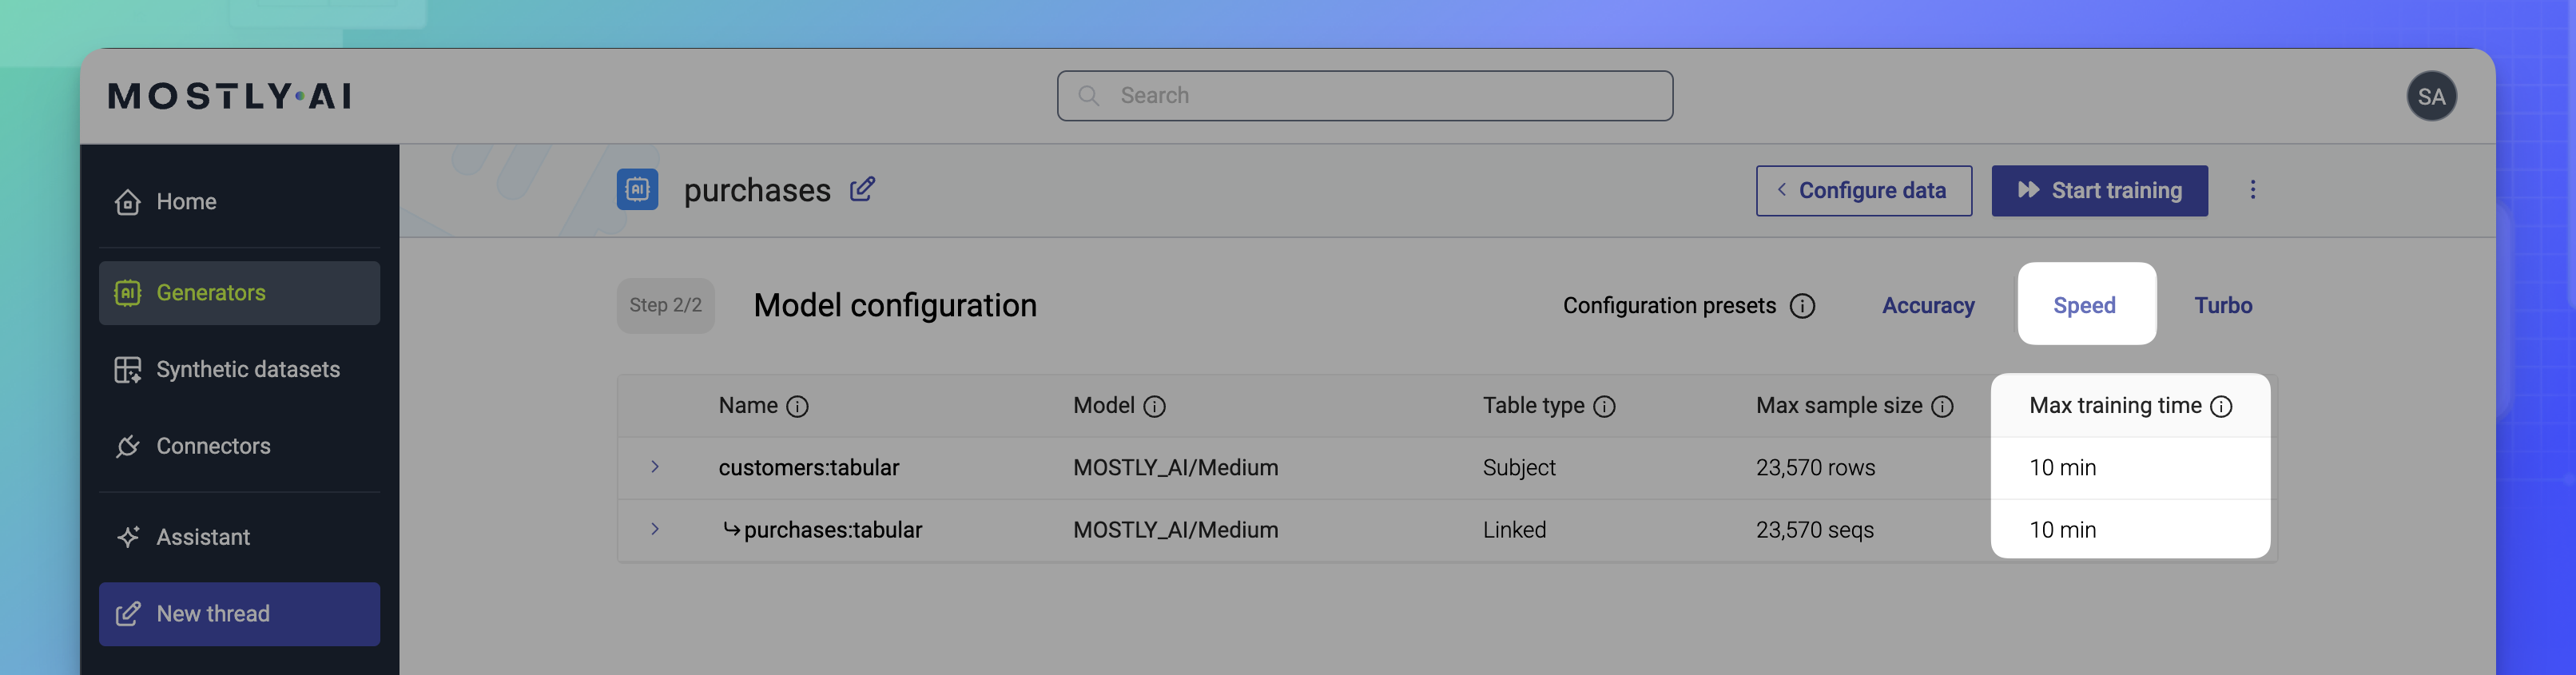 MOSTLY·AI
Search
SA
Home
Generators
Synthetic datasets
Connectors
Assistant
New thread
purchases
Configure data
Start training
Step 2/2
Model configuration
Configuration presets
Accuracy
Speed
Turbo
Name Model Table type Max sample size Max training time
customers:tabular MOSTLY_AI/Medium Subject 23,570 rows 10 min
↳purchases:tabular MOSTLY_AI/Medium Linked 23,570 seqs 10 min